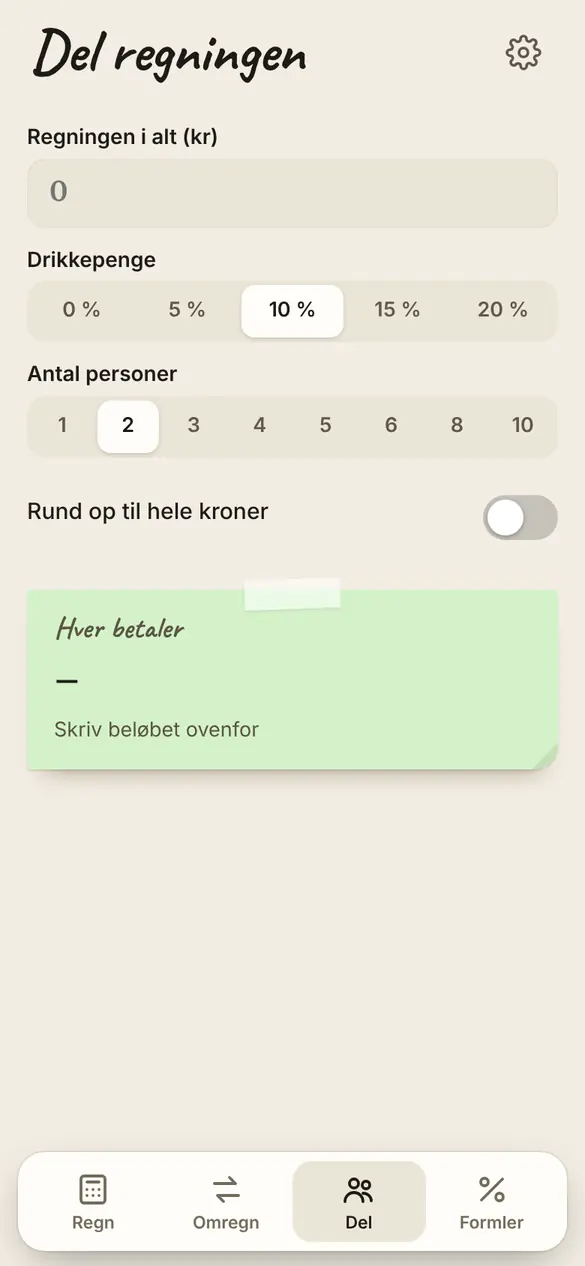 Del regningen
Regningen i alt (kr)
0
Drikkepenge
0 % 5 % 10 % 15 % 20 %
Antal personer
1 2 3 4 5 6 8 10
Rund op til hele kroner
Hver betaler
—
Skriv beløbet ovenfor
Regn Omregn Del Formler